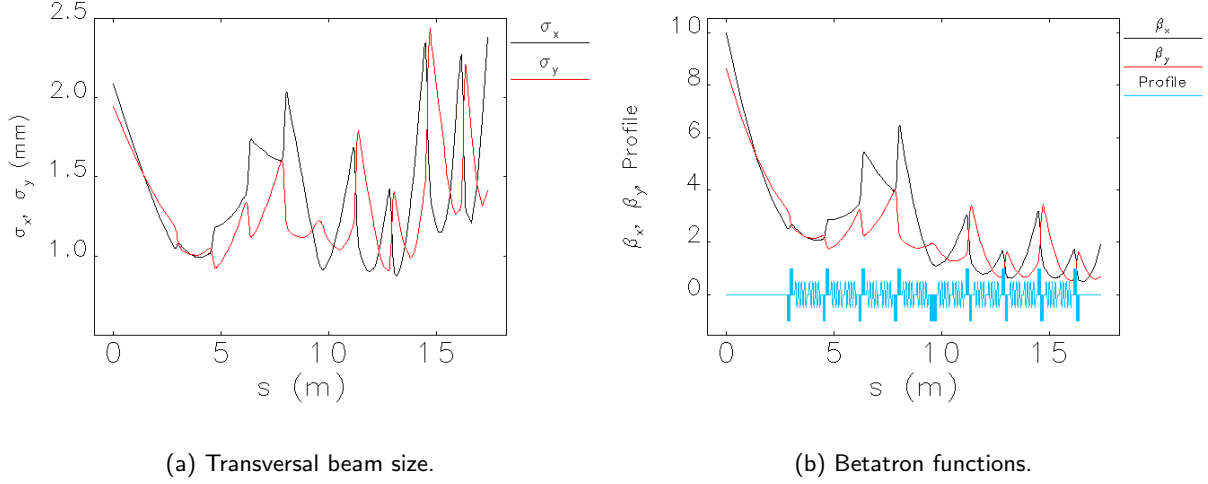 2.5
2.0
1.5
1.0
σx, σy (mm)
0 5 10 15
s (m)
σx
σy
10
8
6
4
2
0
βx, βy, Profile
0 5 10 15
s (m)
βx
βy
Profile
(a) Transversal beam size.
(b) Betatron functions.